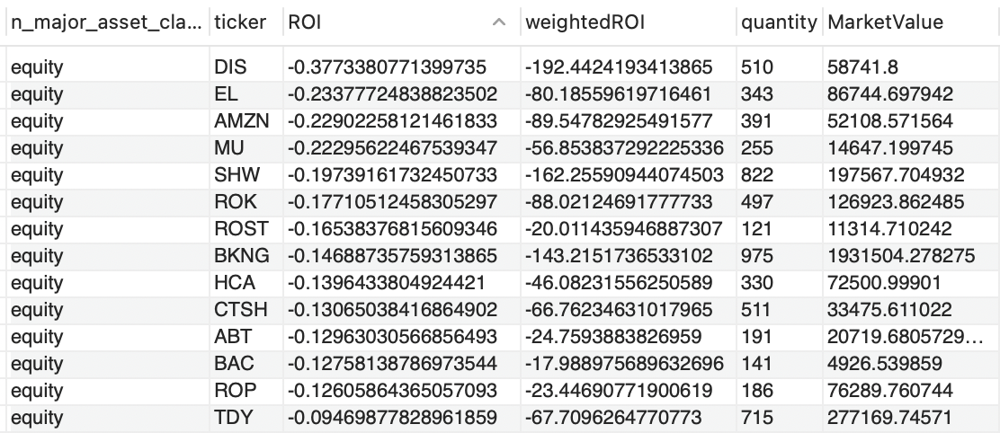 n_major_asset_cla... ticker ROI weightedROI quantity MarketValue
equity DIS -0.3773380771399735 -192.4424193413865 510 58741.8
equity EL -0.23377724838823502 -80.18559619716461 343 86744.697942
equity AMZN -0.22902258121461833 -89.54782925491577 391 52108.571564
equity MU -0.22295622467539347 -56.853837292225336 255 14647.199745
equity SHW -0.19739161732450733 -162.25590944074503 822 197567.704932
equity ROK -0.17710512458305297 -88.02124691777733 497 126923.862485
equity ROST -0.16538376815609346 -20.011435946887307 121 11314.710242
equity BKNG -0.14688735759313865 -143.2151736533102 975 1931504.278275
equity HCA -0.1396433804924421 -46.08231556250589 330 72500.99901
equity CTSH -0.13065038416864902 -66.76234631017965 511 33475.611022
equity ABT -0.12963030566856493 -24.7593883826959 191 20719.6805729...
equity BAC -0.12758138786973544 -17.988975689632696 141 4926.539859
equity ROP -0.12605864365057093 -23.44690771900619 186 76289.760744
equity TDY -0.09469877828961859 -67.7096264770773 715 277169.74571